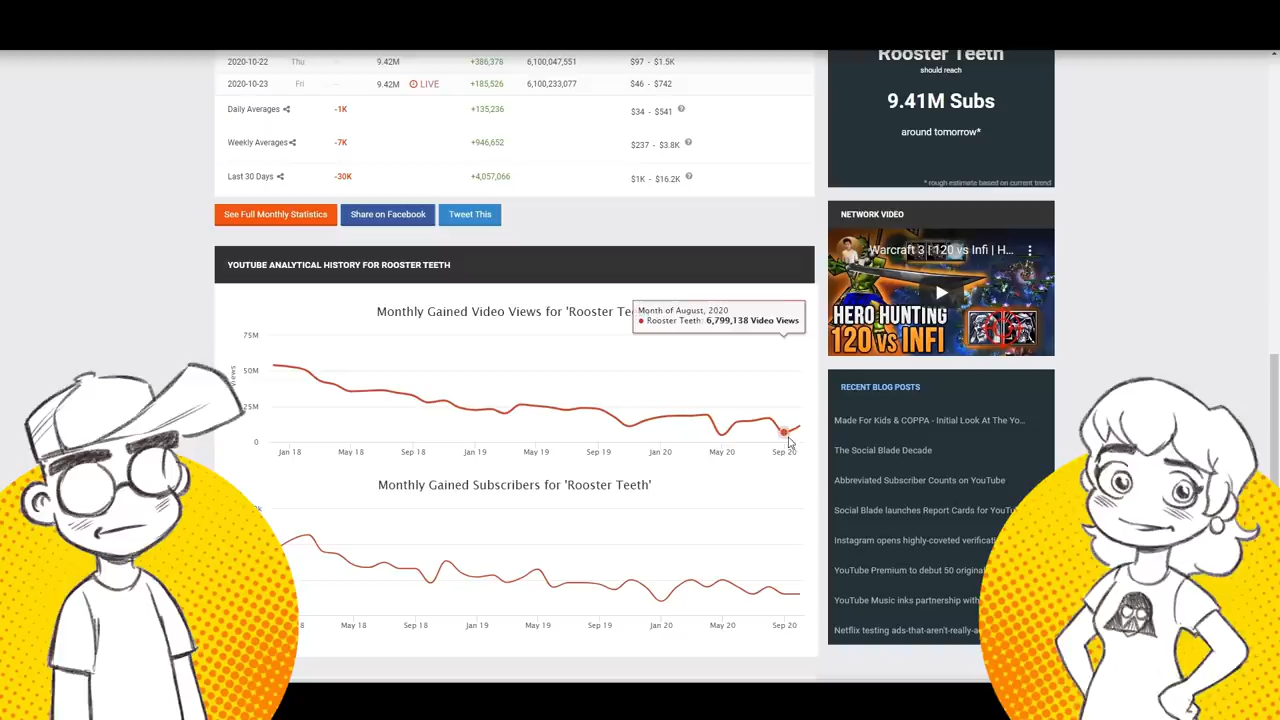 2020-10-22 Thu -- 9.42M +386,378 6,100,047,551 $97 - $1.5K
2020-10-23 Fri -- 9.42M LIVE +185,526 6,100,233,077 $46 - $742
Daily Averages -1K +135,236 $34 - $541
Weekly Averages -7K +946,652 $237 - $3.8K
Last 30 Days -30K +4,057,066 $1K - $16.2K
See Full Monthly Statistics Share on Facebook Tweet This
YOUTUBE ANALYTICAL HISTORY FOR ROOSTER TEETH
Monthly Gained Video Views for 'Rooster Te
Month of August, 2020
Rooster Teeth: 6,799,138 Video Views
75M
50M
25M
0
Views
Jan 18 May 18 Sep 18 Jan 19 May 19 Sep 19 Jan 20 May 20 Sep 20
Monthly Gained Subscribers for 'Rooster Teeth'
May 18 Sep 18 Jan 19 May 19 Sep 19 Jan 20 May 20 Sep 20
Rooster Teeth
should reach
9.41M Subs
around tomorrow*
* rough estimate based on current trend
NETWORK VIDEO
Warcraft 3 | 120 vs Infi | H...
HERO HUNTING
120 vs INFI
RECENT BLOG POSTS
Made For Kids & COPPA - Initial Look At The Yo...
The Social Blade Decade
Abbreviated Subscriber Counts on YouTube
Social Blade launches Report Cards for YouTu
Instagram opens highly-coveted verificati
YouTube Premium to debut 50 original
YouTube Music inks partnership with
Netflix testing ads-that-aren't-really-a